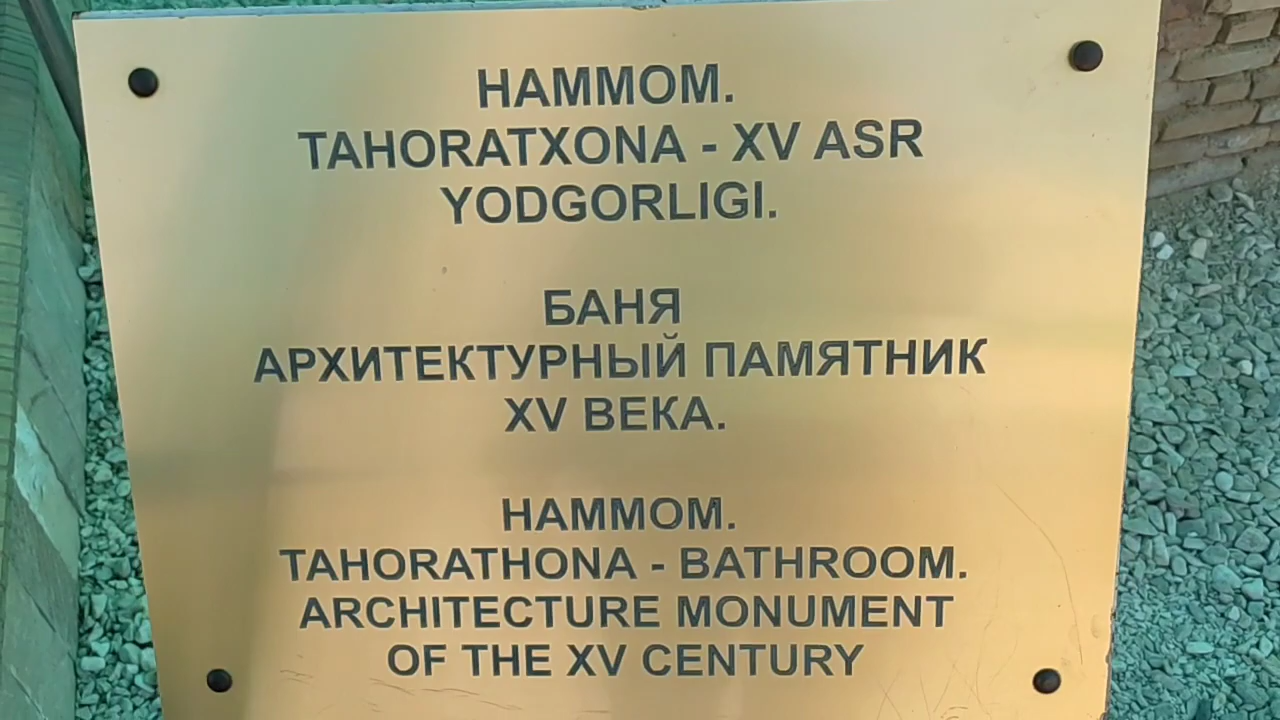 HAMMOM.
TAHORATXONA - XV ASR
YODGORLIGI.
БАНЯ
АРХИТЕКТУРНЫЙ ПАМЯТНИК
XV ВЕКА.
HAMMOM.
TAHORATHONA - BATHROOM.
ARCHITECTURE MONUMENT
OF THE XV CENTURY